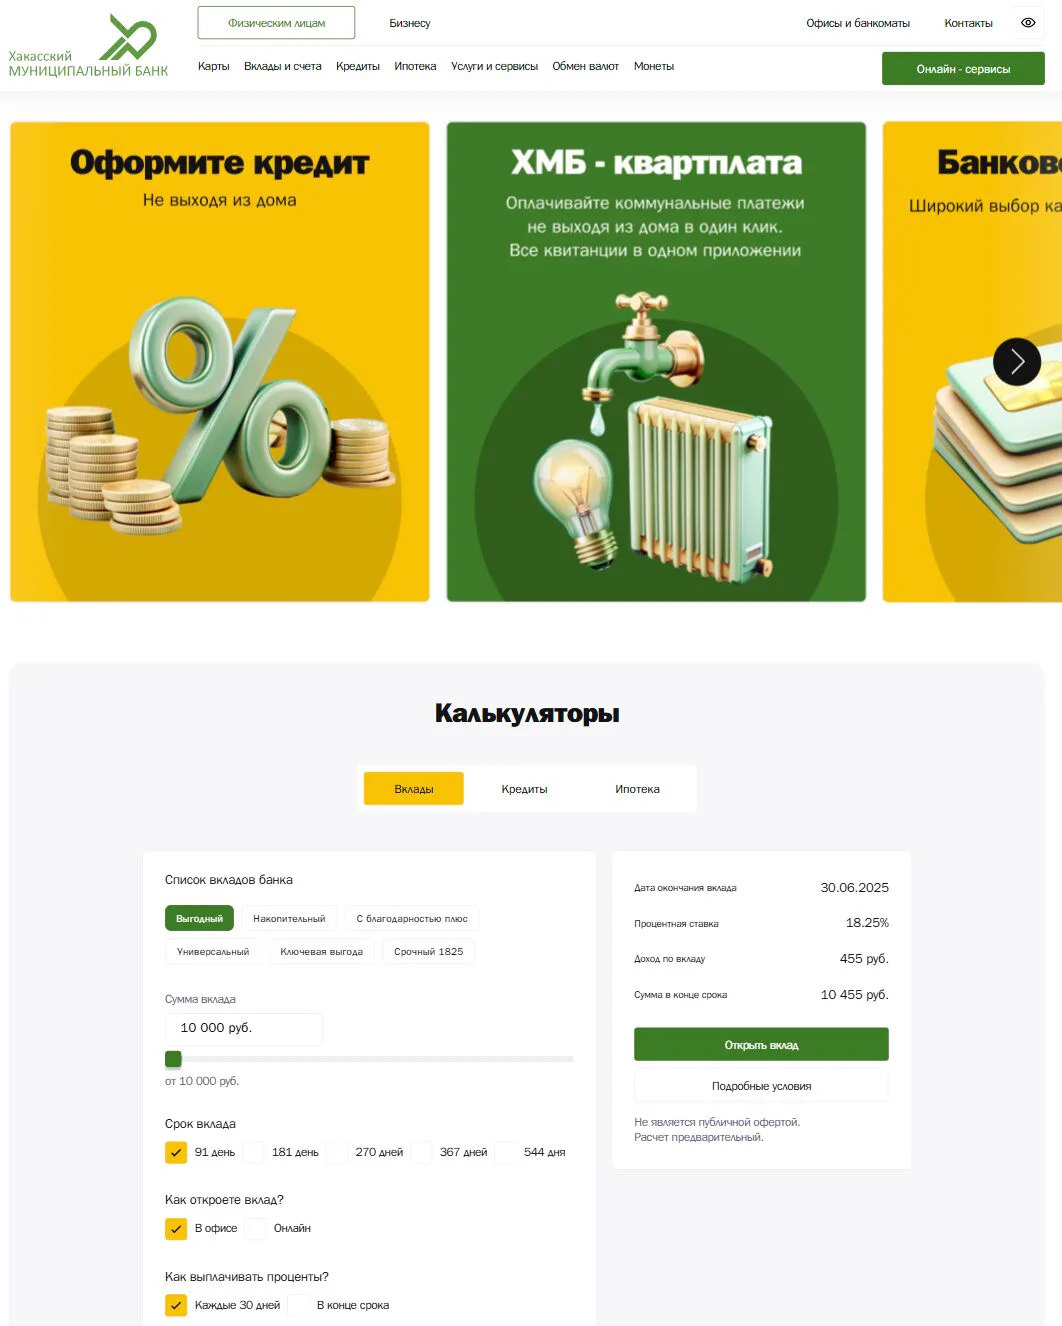 Хакасский
МУНИЦИПАЛЬНЫЙ БАНК
Физическим лицам
Бизнесу
Офисы и банкоматы
Контакты
Карты
Вклады и счета
Кредиты
Ипотека
Услуги и сервисы
Обмен валют
Монеты
Онлайн - сервисы
Оформите кредит
Не выходя из дома
ХМБ - квартплата
Оплачивайте коммунальные платежи
не выходя из дома в один клик.
Все квитанции в одном приложении
Широкий выбор
Калькуляторы
Вклады
Кредиты
Ипотека
Список вкладов банка
Выгодный
Накопительный
С благодарностью плюс
Универсальный
Ключевая выгода
Срочный 1825
Сумма вклада
10 000 руб.
от 10 000 руб.
Срок вклада
91 день
181 день
270 дней
367 дней
544 дня
Как откроете вклад?
В офисе
Онлайн
Как выплачивать проценты?
Каждые 30 дней
В конце срока
Дата окончания вклада
30.06.2025
Процентная ставка
18.25%
Доход по вкладу
455 руб.
Сумма в конце срока
10 455 руб.
Открыть вклад
Подробные условия
Не является публичной офертой.
Расчет предварительный.